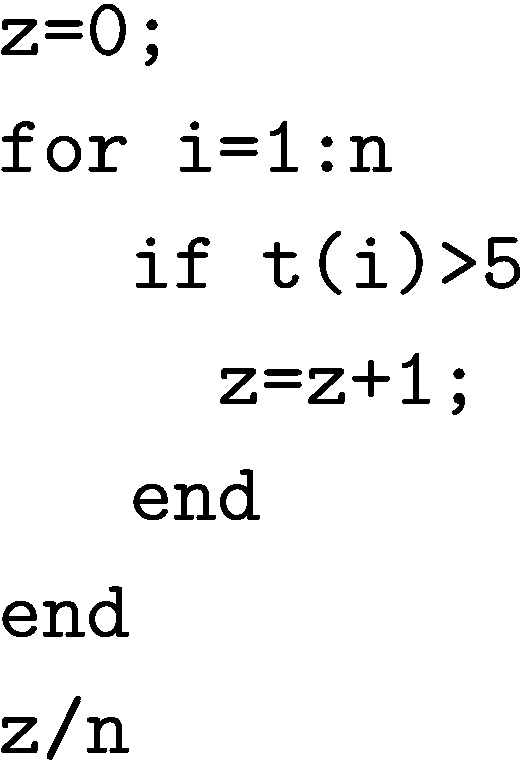 z=0;
for i=1:n
   if t(i)>5
     z=z+1;
   end
end
z/n